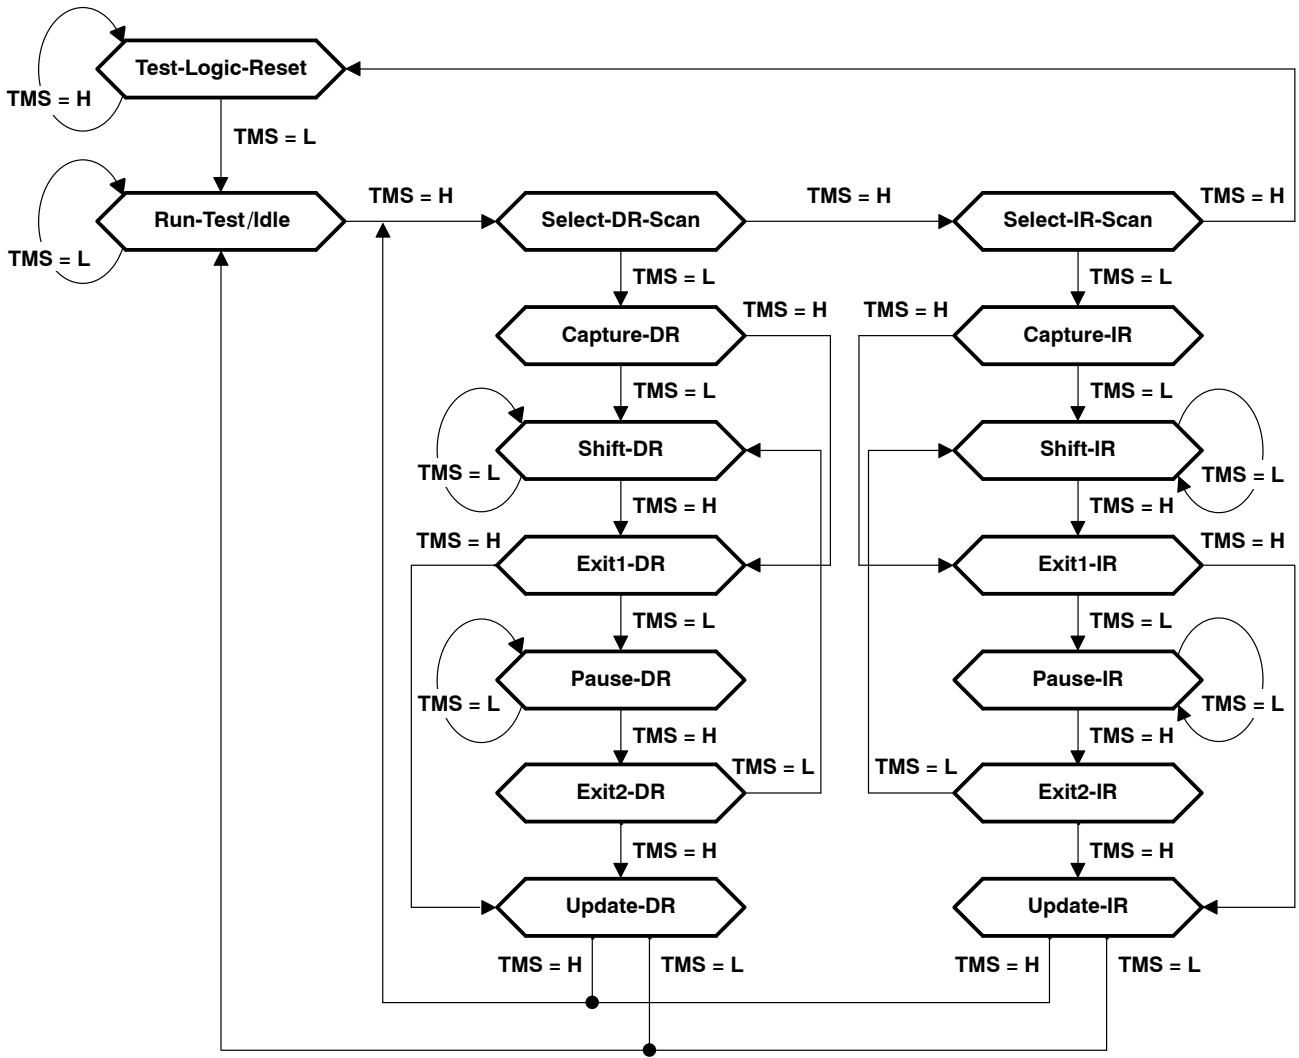 Test-Logic-Reset
TMS = H
TMS = L
TMS = H
TMS = H
TMS = H
Run-Test/Idle
Select-DR-Scan
Select-IR-Scan
TMS = L
TMS = L
TMS = L
TMS = H
TMS = H
Capture-DR
Capture-IR
TMS = L
TMS = L
Shift-DR
Shift-IR
TMS = L
TMS = L
TMS = H
TMS = H
TMS = H
TMS = H
Exit1-DR
Exit1-IR
TMS = L
TMS = L
Pause-DR
Pause-IR
TMS = L
TMS = L
TMS = H
TMS = H
TMS = L
TMS = L
Exit2-DR
Exit2-IR
TMS = H
TMS = H
Update-DR
Update-IR
TMS = H
TMS = L
TMS = H
TMS = L